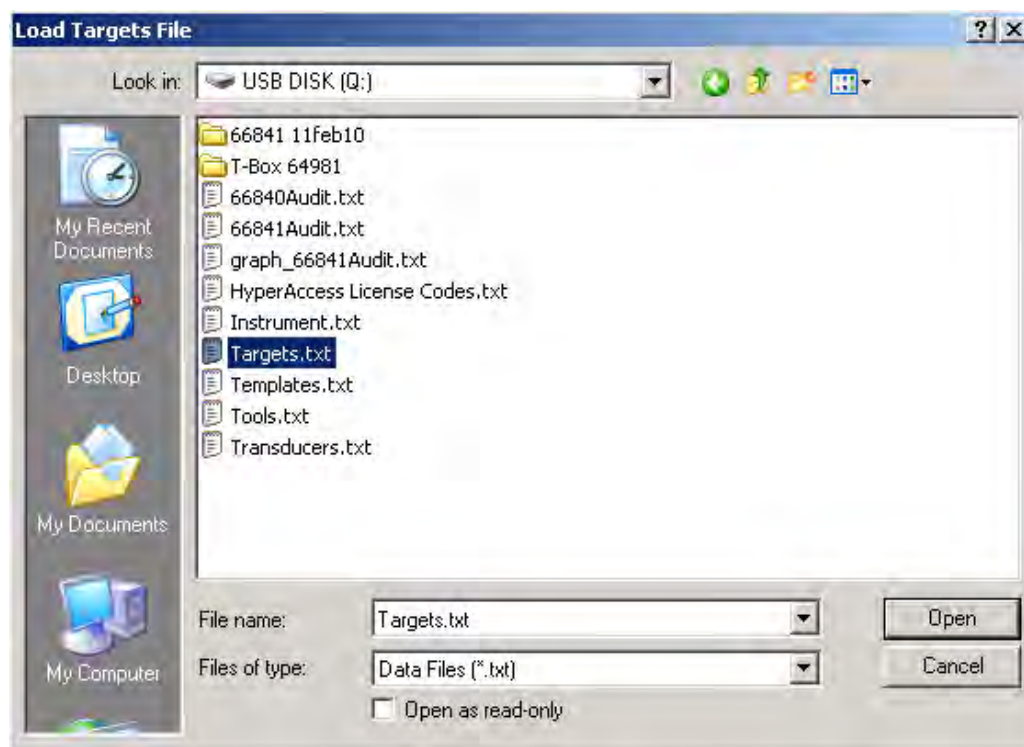 Load Targets File
Look in: USB DISK (Q:)
66841 11feb10
T-Box 64981
66840Audit.txt
66841Audit.txt
graph_66841Audit.txt
HyperAccess License Codes.txt
Instrument.txt
Targets.txt
Templates.txt
Tools.txt
Transducers.txt
My Recent
Documents
Desktop
My Documents
My Computer
File name: Targets.txt
Open
Files of type: Data Files (*.txt)
Cancel
Open as read-only